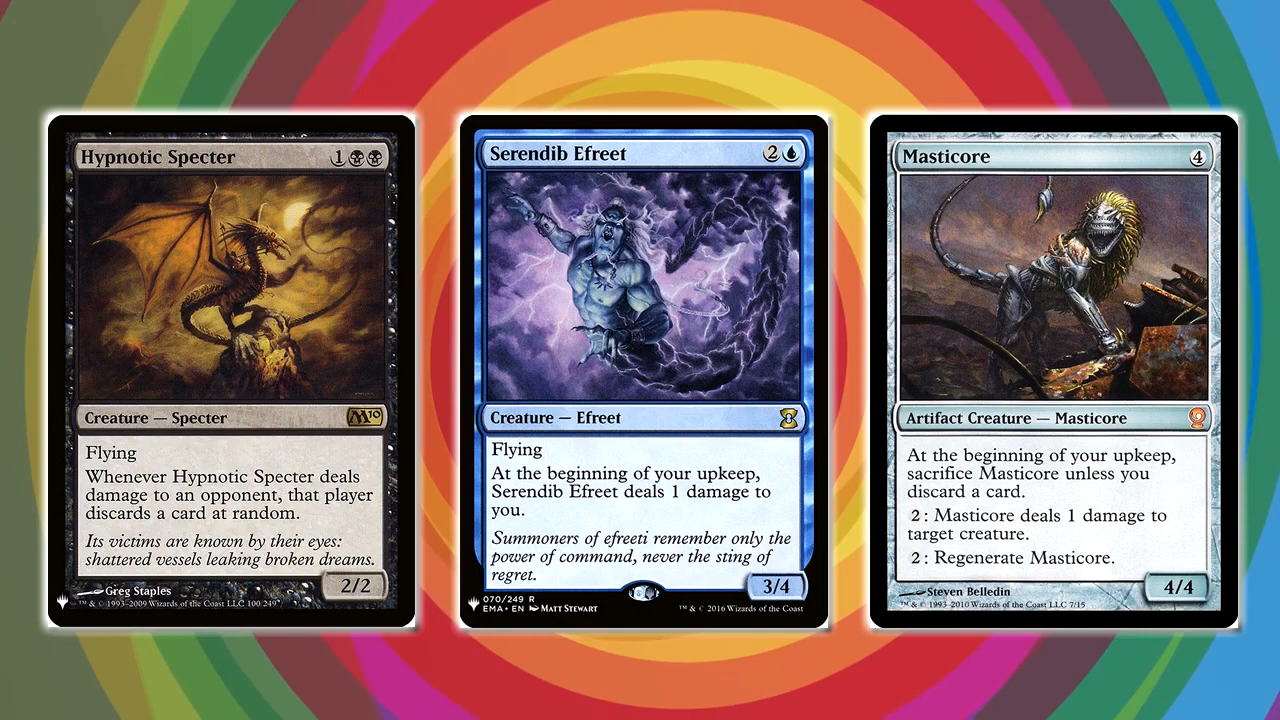 Hypnotic Specter 1
M10
Creature — Specter
Flying
Whenever Hypnotic Specter deals
damage to an opponent, that player
discards a card at random.
Its victims are known by their eyes:
shattered vessels leaking broken dreams.
2/2
Greg Staples
™ & © 1993–2009 Wizards of the Coast LLC 100/249
Serendib Efreet 2
Creature — Efreet
Flying
At the beginning of your upkeep,
Serendib Efreet deals 1 damage to
you.
Summoners of efreeti remember only the
power of command, never the sting of
regret.
3/4
070/249 R
EMA • EN Matt Stewart
™ & © 2016 Wizards of the Coast
Masticore 4
Artifact Creature — Masticore
At the beginning of your upkeep,
sacrifice Masticore unless you
discard a card.
2: Masticore deals 1 damage to
target creature.
2: Regenerate Masticore.
4/4
Steven Belledin
™ & © 1993–2010 Wizards of the Coast LLC 7/15